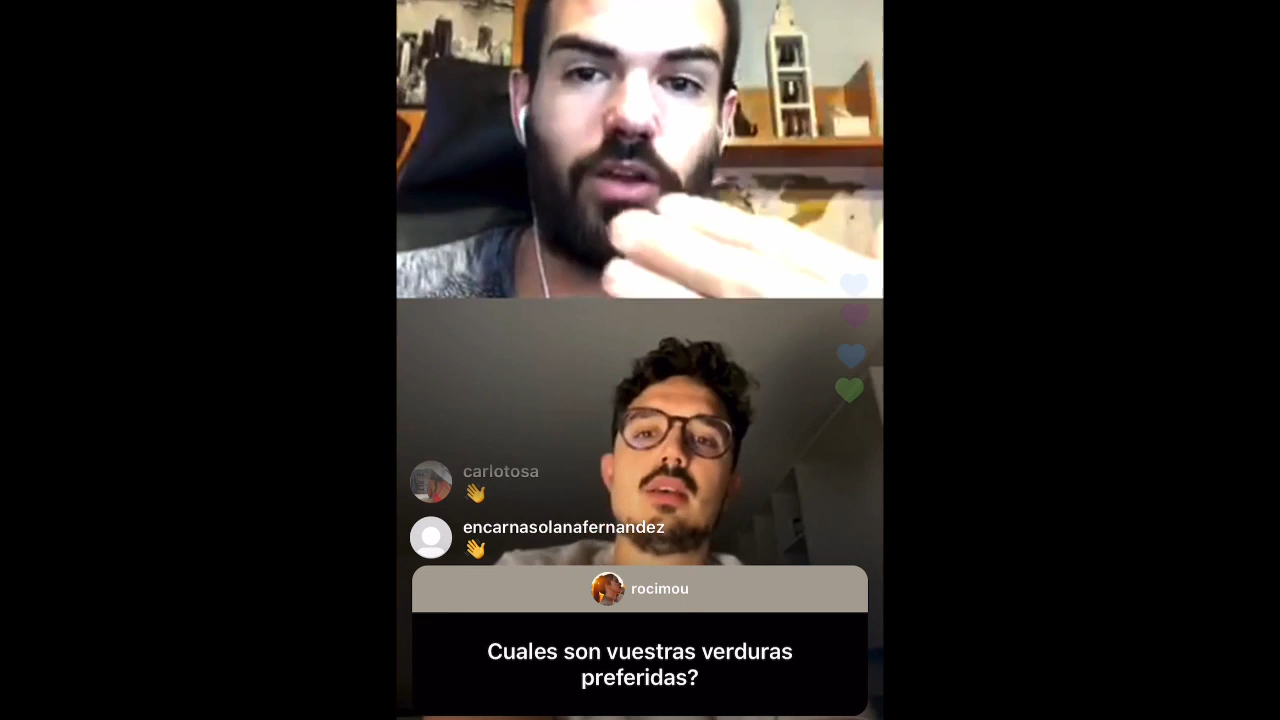 carlotosa
👋
encarnasolanafernandez
👋
rocimou
Cuales son vuestras verduras
preferidas?